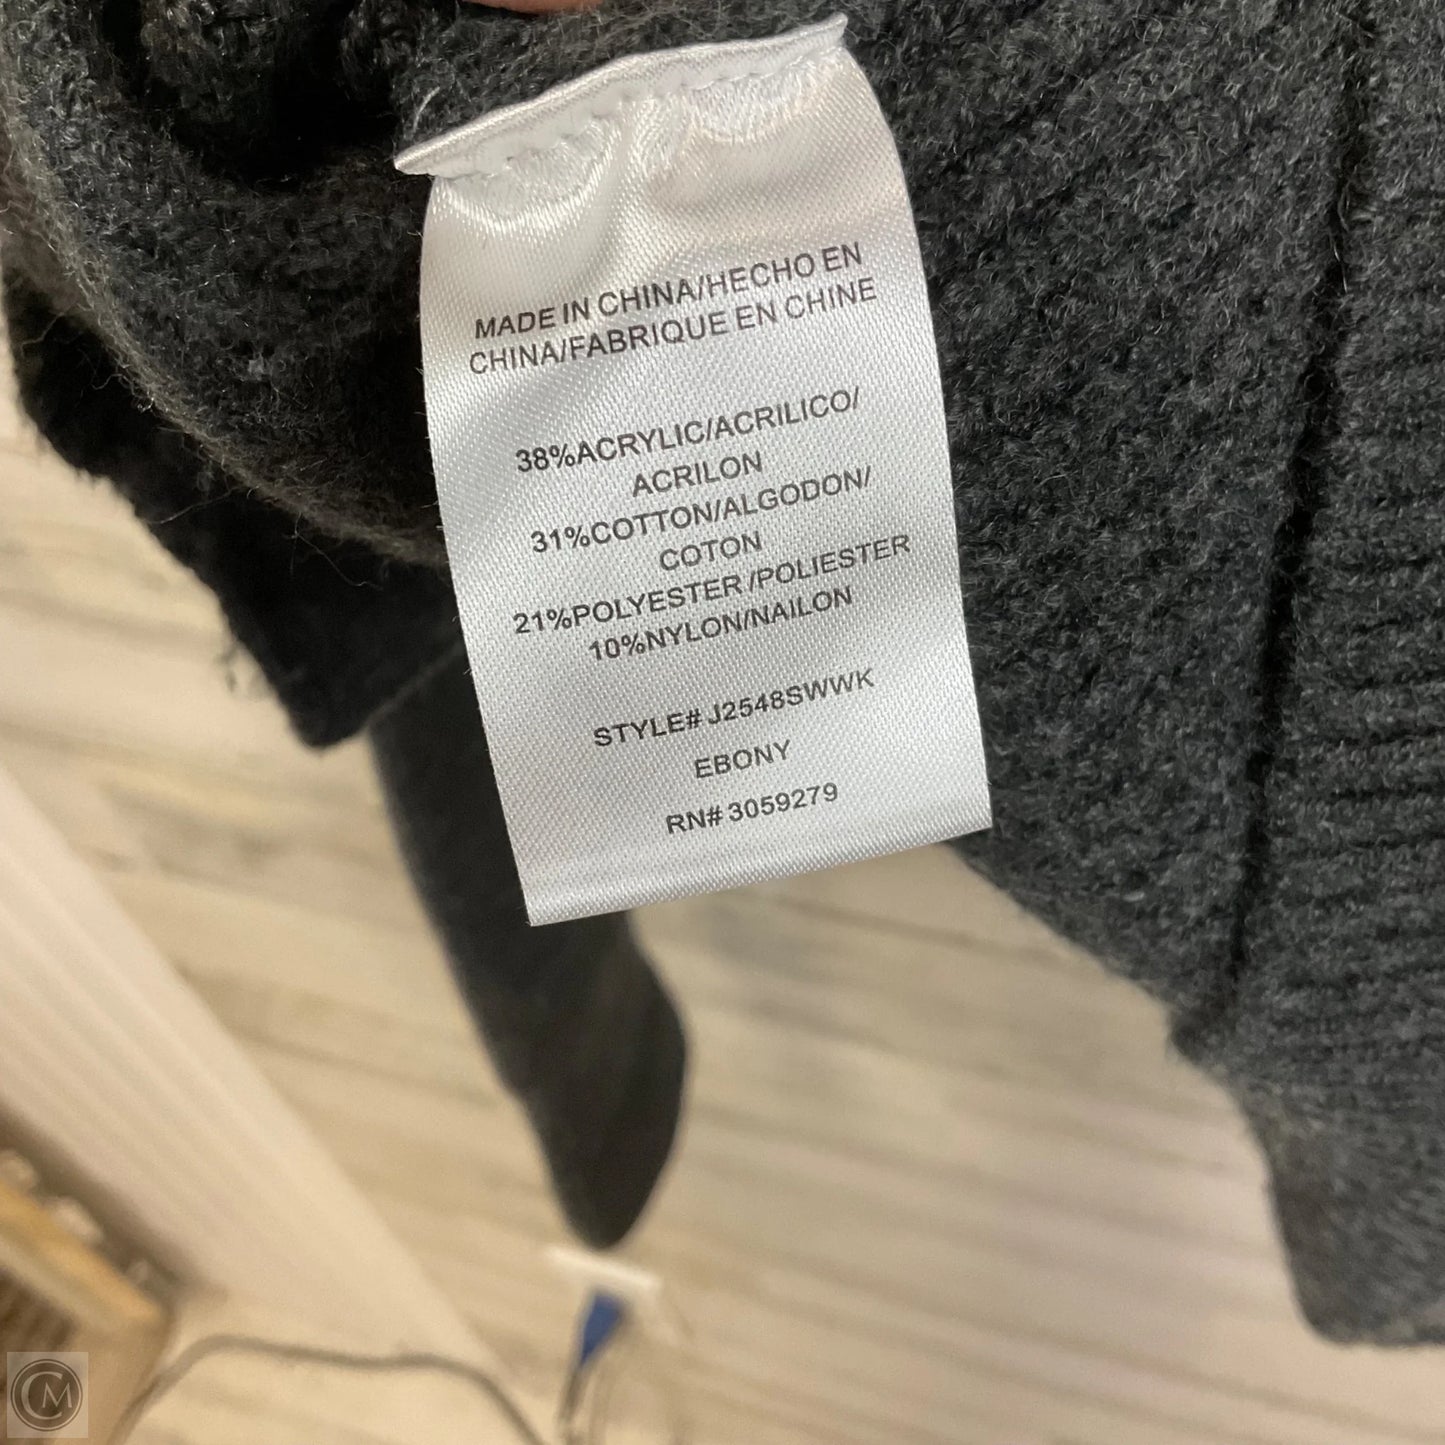 MADE IN CHINA/HECHO EN
CHINA/FABRIQUE EN CHINE
38%ACRYLIC/ACRILICO/
ACRILON
31%COTTON/ALGODON/
COTON
21%POLYESTER/POLIESTER
10%NYLON/NAILON
STYLE# J2548SWWK
EBONY
RN# 3059279
CM